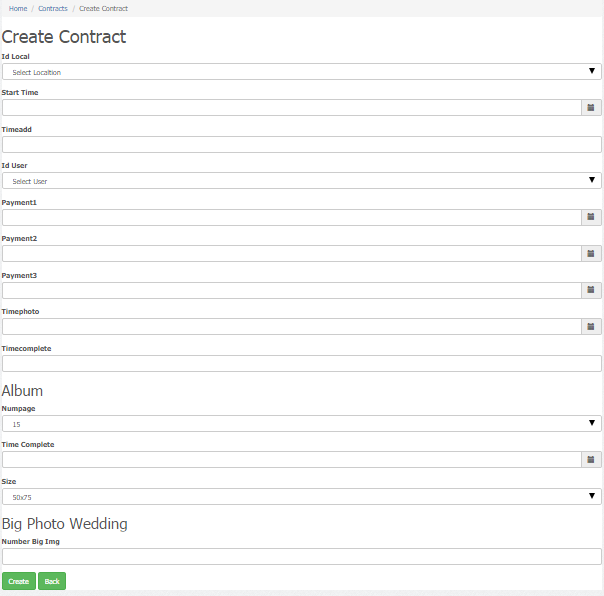 Home / Contracts / Create Contract
Create Contract
Id Local
Select Localtion
Start Time
Timeadd
Id User
Select User
Payment1
Payment2
Payment3
Timephoto
Timecomplete
Album
Numpage
15
Time Complete
Size
50x75
Big Photo Wedding
Number Big Img
Create Back